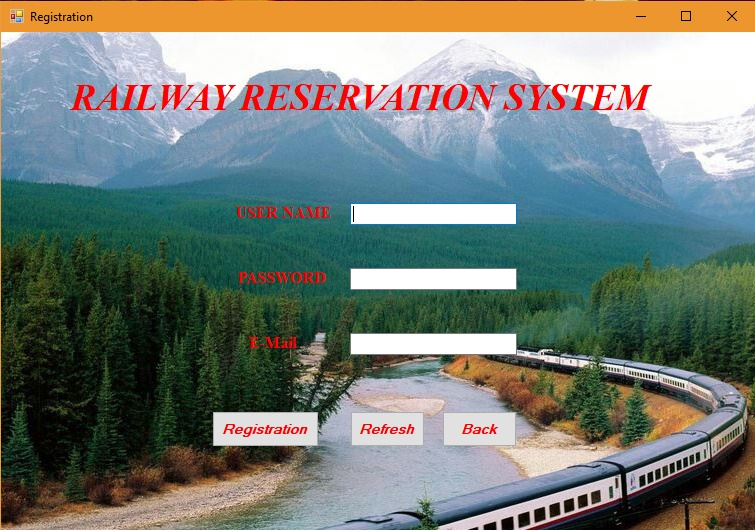 Registration
RAILWAY RESERVATION SYSTEM
USER NAME
PASSWORD
E-Mail
Registration Refresh Back